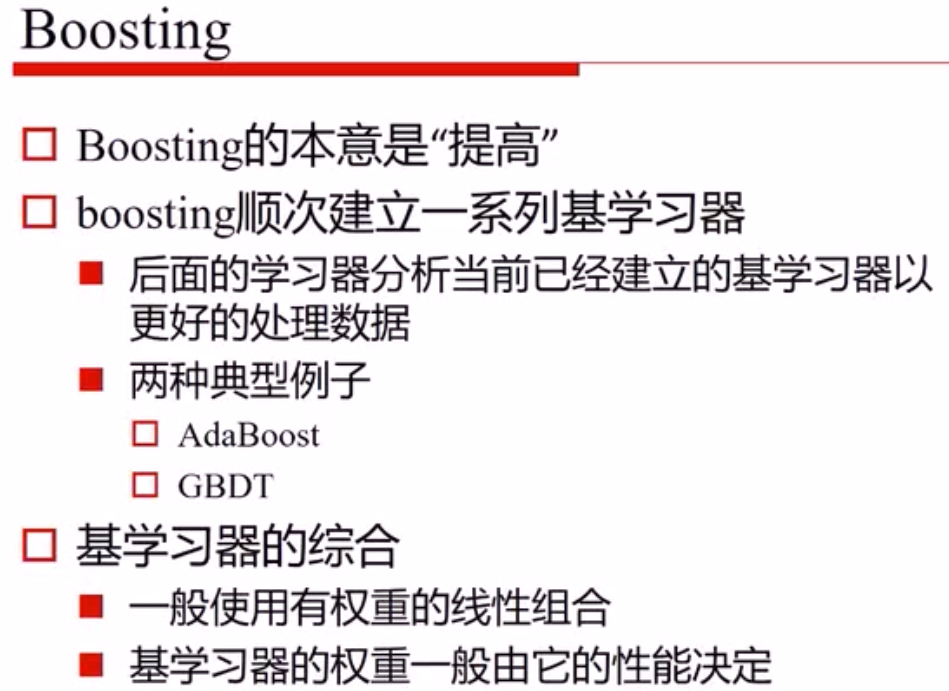 Boosting
Boosting的本意是“提高”
boosting顺次建立一系列基学习器
后面的学习器分析当前已经建立的基学习器以
更好的处理数据
两种典型例子
AdaBoost
GBDT
基学习器的综合
一般使用有权重的线性组合
基学习器的权重一般由它的性能决定